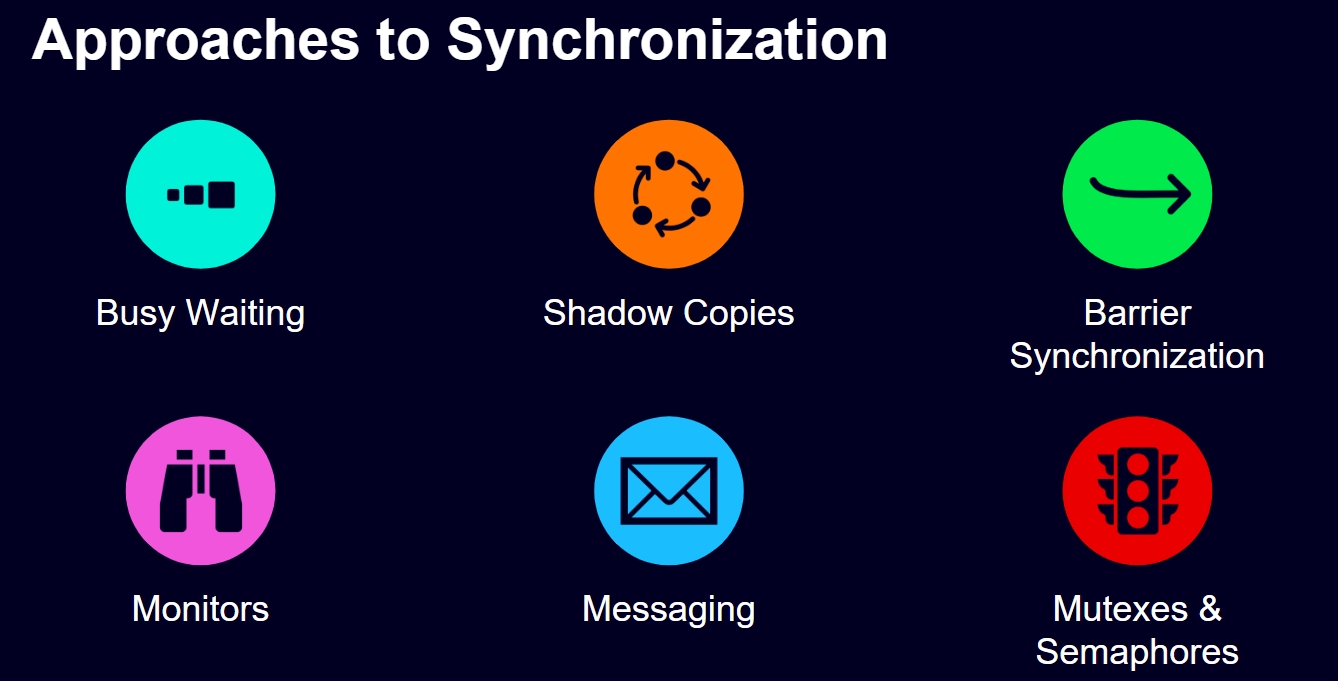 Approaches to Synchronization
Busy Waiting
Shadow Copies
Barrier
Synchronization
Monitors
Messaging
Mutexes &
Semaphores